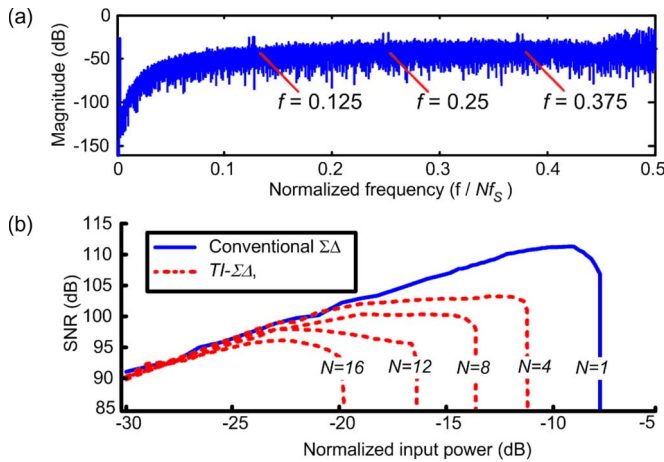 (a)
Magnitude (dB)
0
-50
-100
-150
f = 0.125
f = 0.25
f = 0.375
0
0.1
0.2
0.3
0.4
0.5
Normalized frequency (f / NfS)
(b)
SNR (dB)
115
110
105
100
95
90
85
Conventional ΣΔ
TI-ΣΔ,
N=16
N=12
N=8
N=4
N=1
-30
-25
-20
-15
-10
-5
Normalized input power (dB)